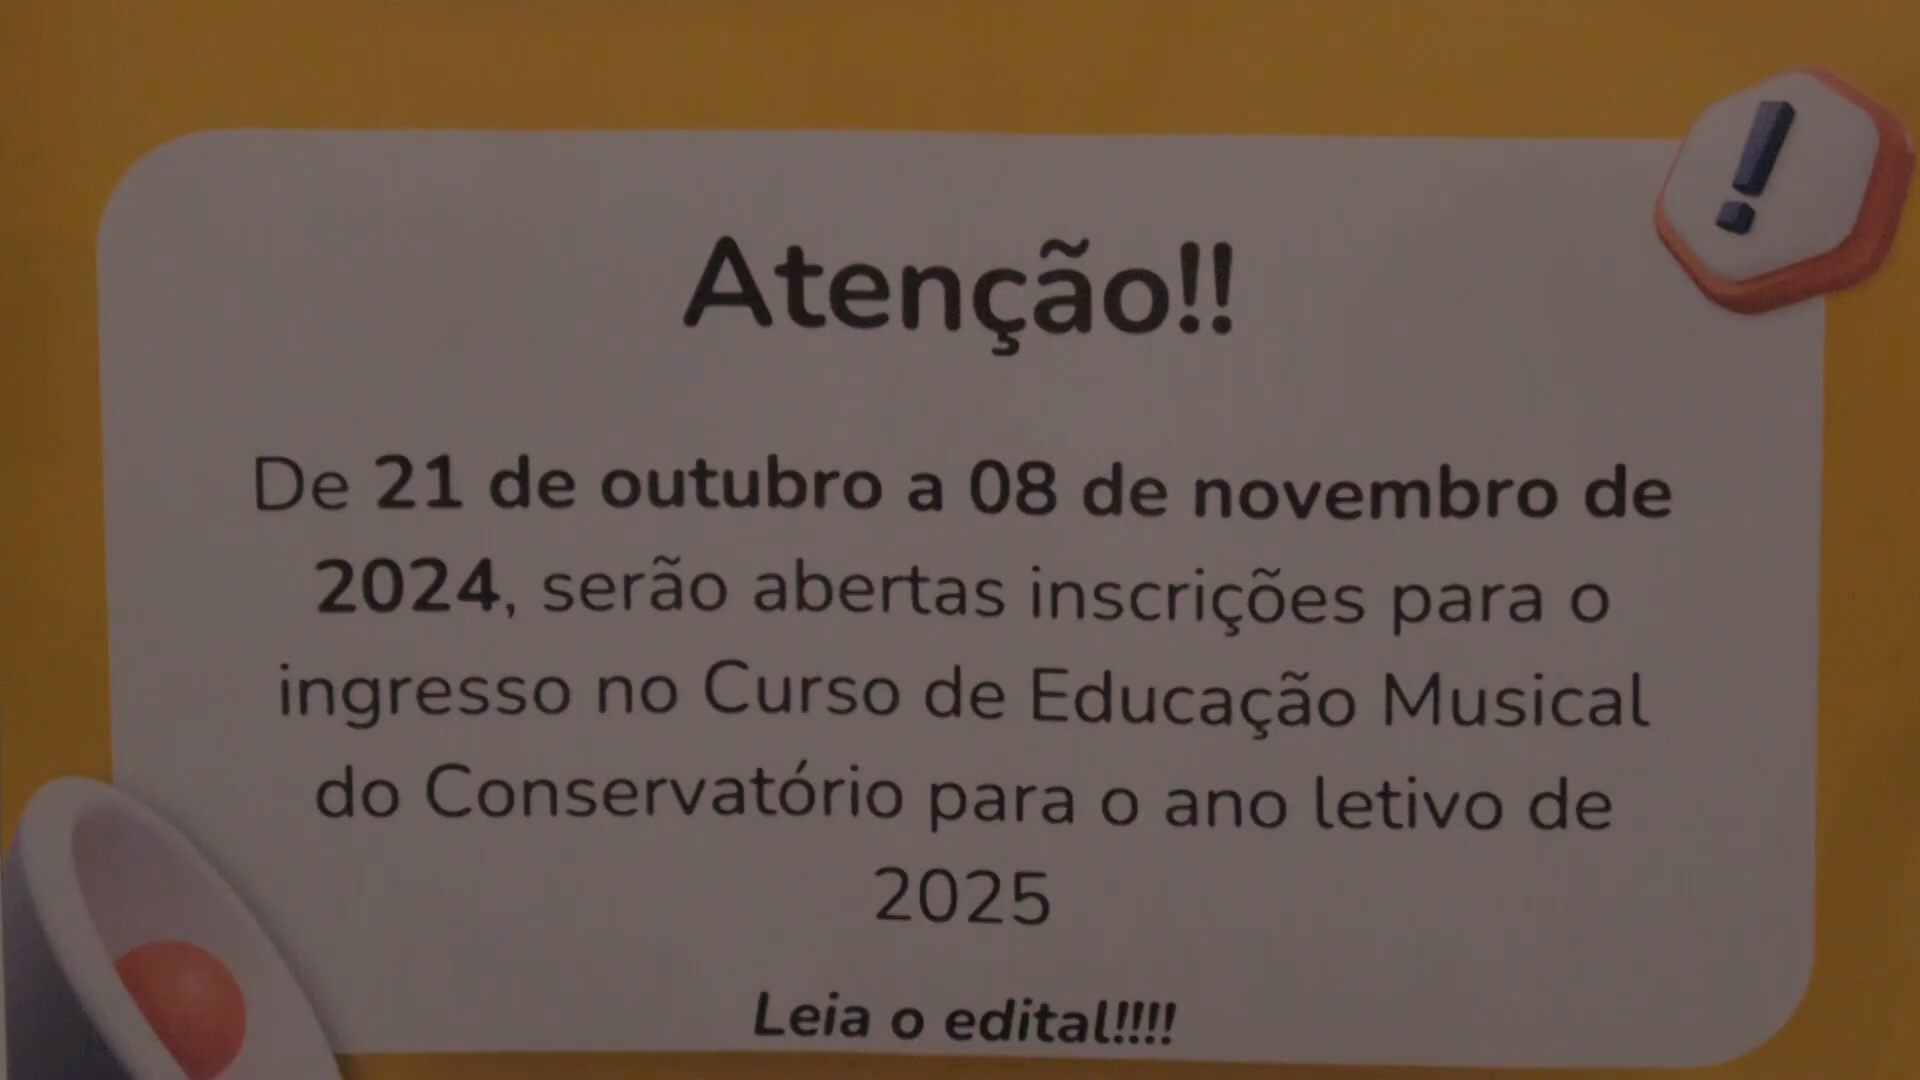 Atenção!!
De 21 de outubro a 08 de novembro de
2024, serão abertas inscrições para o
ingresso no Curso de Educação Musical
do Conservatório para o ano letivo de
2025
Leia o edital!!!!